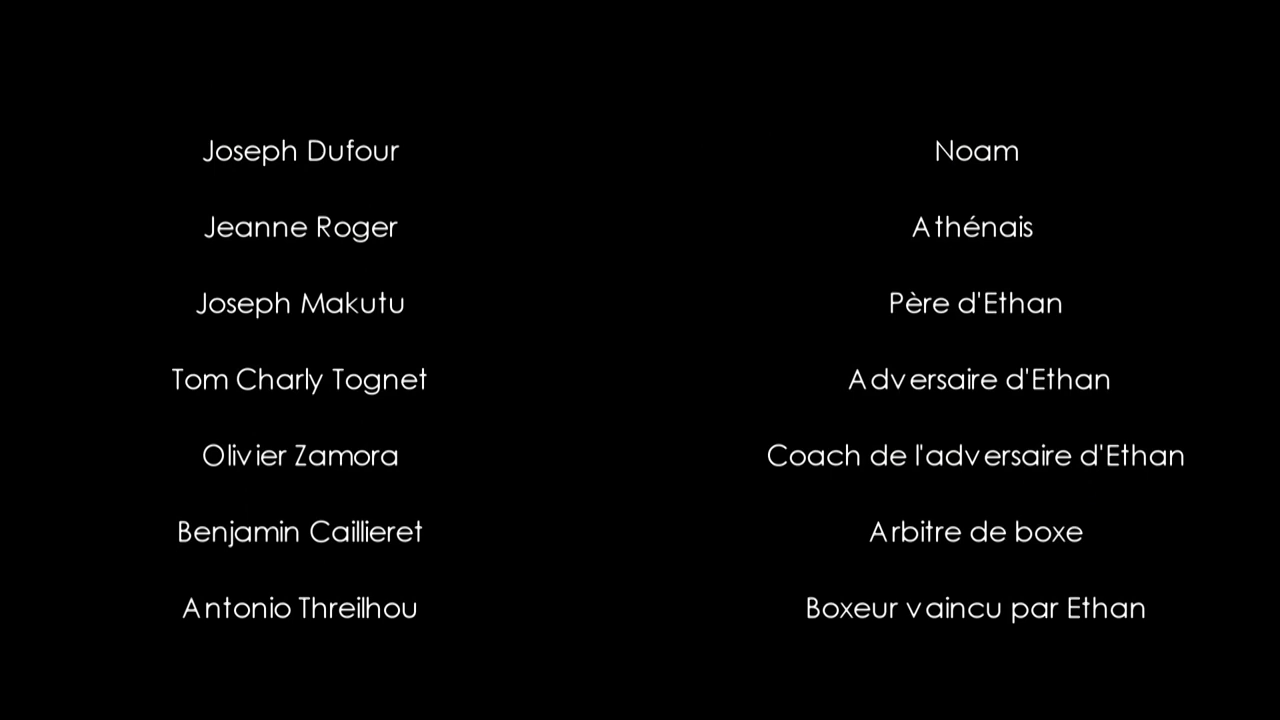 Joseph Dufour Noam
Jeanne Roger Athénais
Joseph Makutu Père d'Ethan
Tom Charly Tognet Adversaire d'Ethan
Olivier Zamora Coach de l'adversaire d'Ethan
Benjamin Caillieret Arbitre de boxe
Antonio Threilhou Boxeur vaincu par Ethan